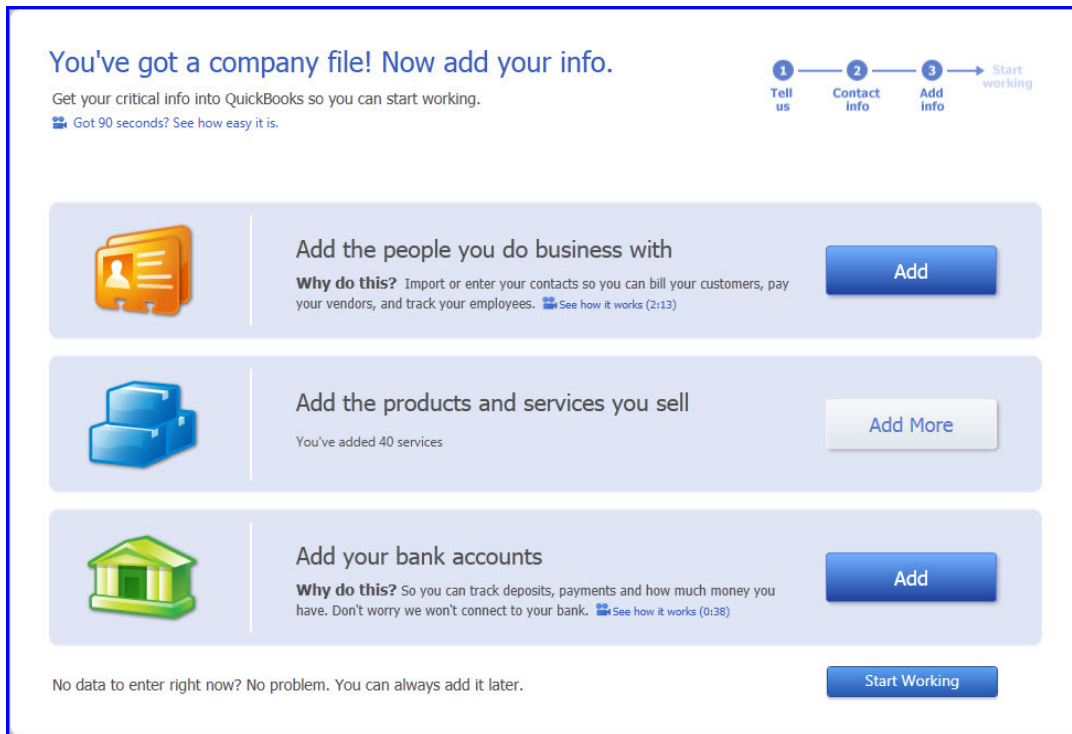 You've got a company file! Now add your info.
Get your critical info into QuickBooks so you can start working.
Got 90 seconds? See how easy it is.
1 2 3 Start
working
Tell Contact Add
us info info
Add the people you do business with
Why do this? Import or enter your contacts so you can bill your customers, pay
your vendors, and track your employees. See how it works (2:13)
Add
Add the products and services you sell
You've added 40 services
Add More
Add your bank accounts
Why do this? So you can track deposits, payments and how much money you
have. Don't worry we won't connect to your bank. See how it works (0:38)
Add
No data to enter right now? No problem. You can always add it later.
Start Working